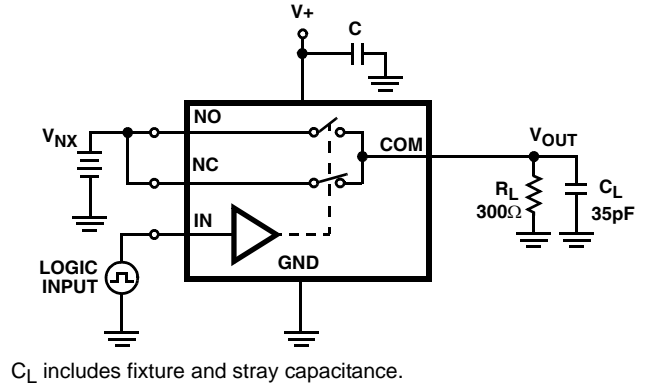 V+
C
NO
V_NX
COM
V_OUT
NC
R_L
300Ω
C_L
35pF
IN
LOGIC
INPUT
GND
C_L includes fixture and stray capacitance.